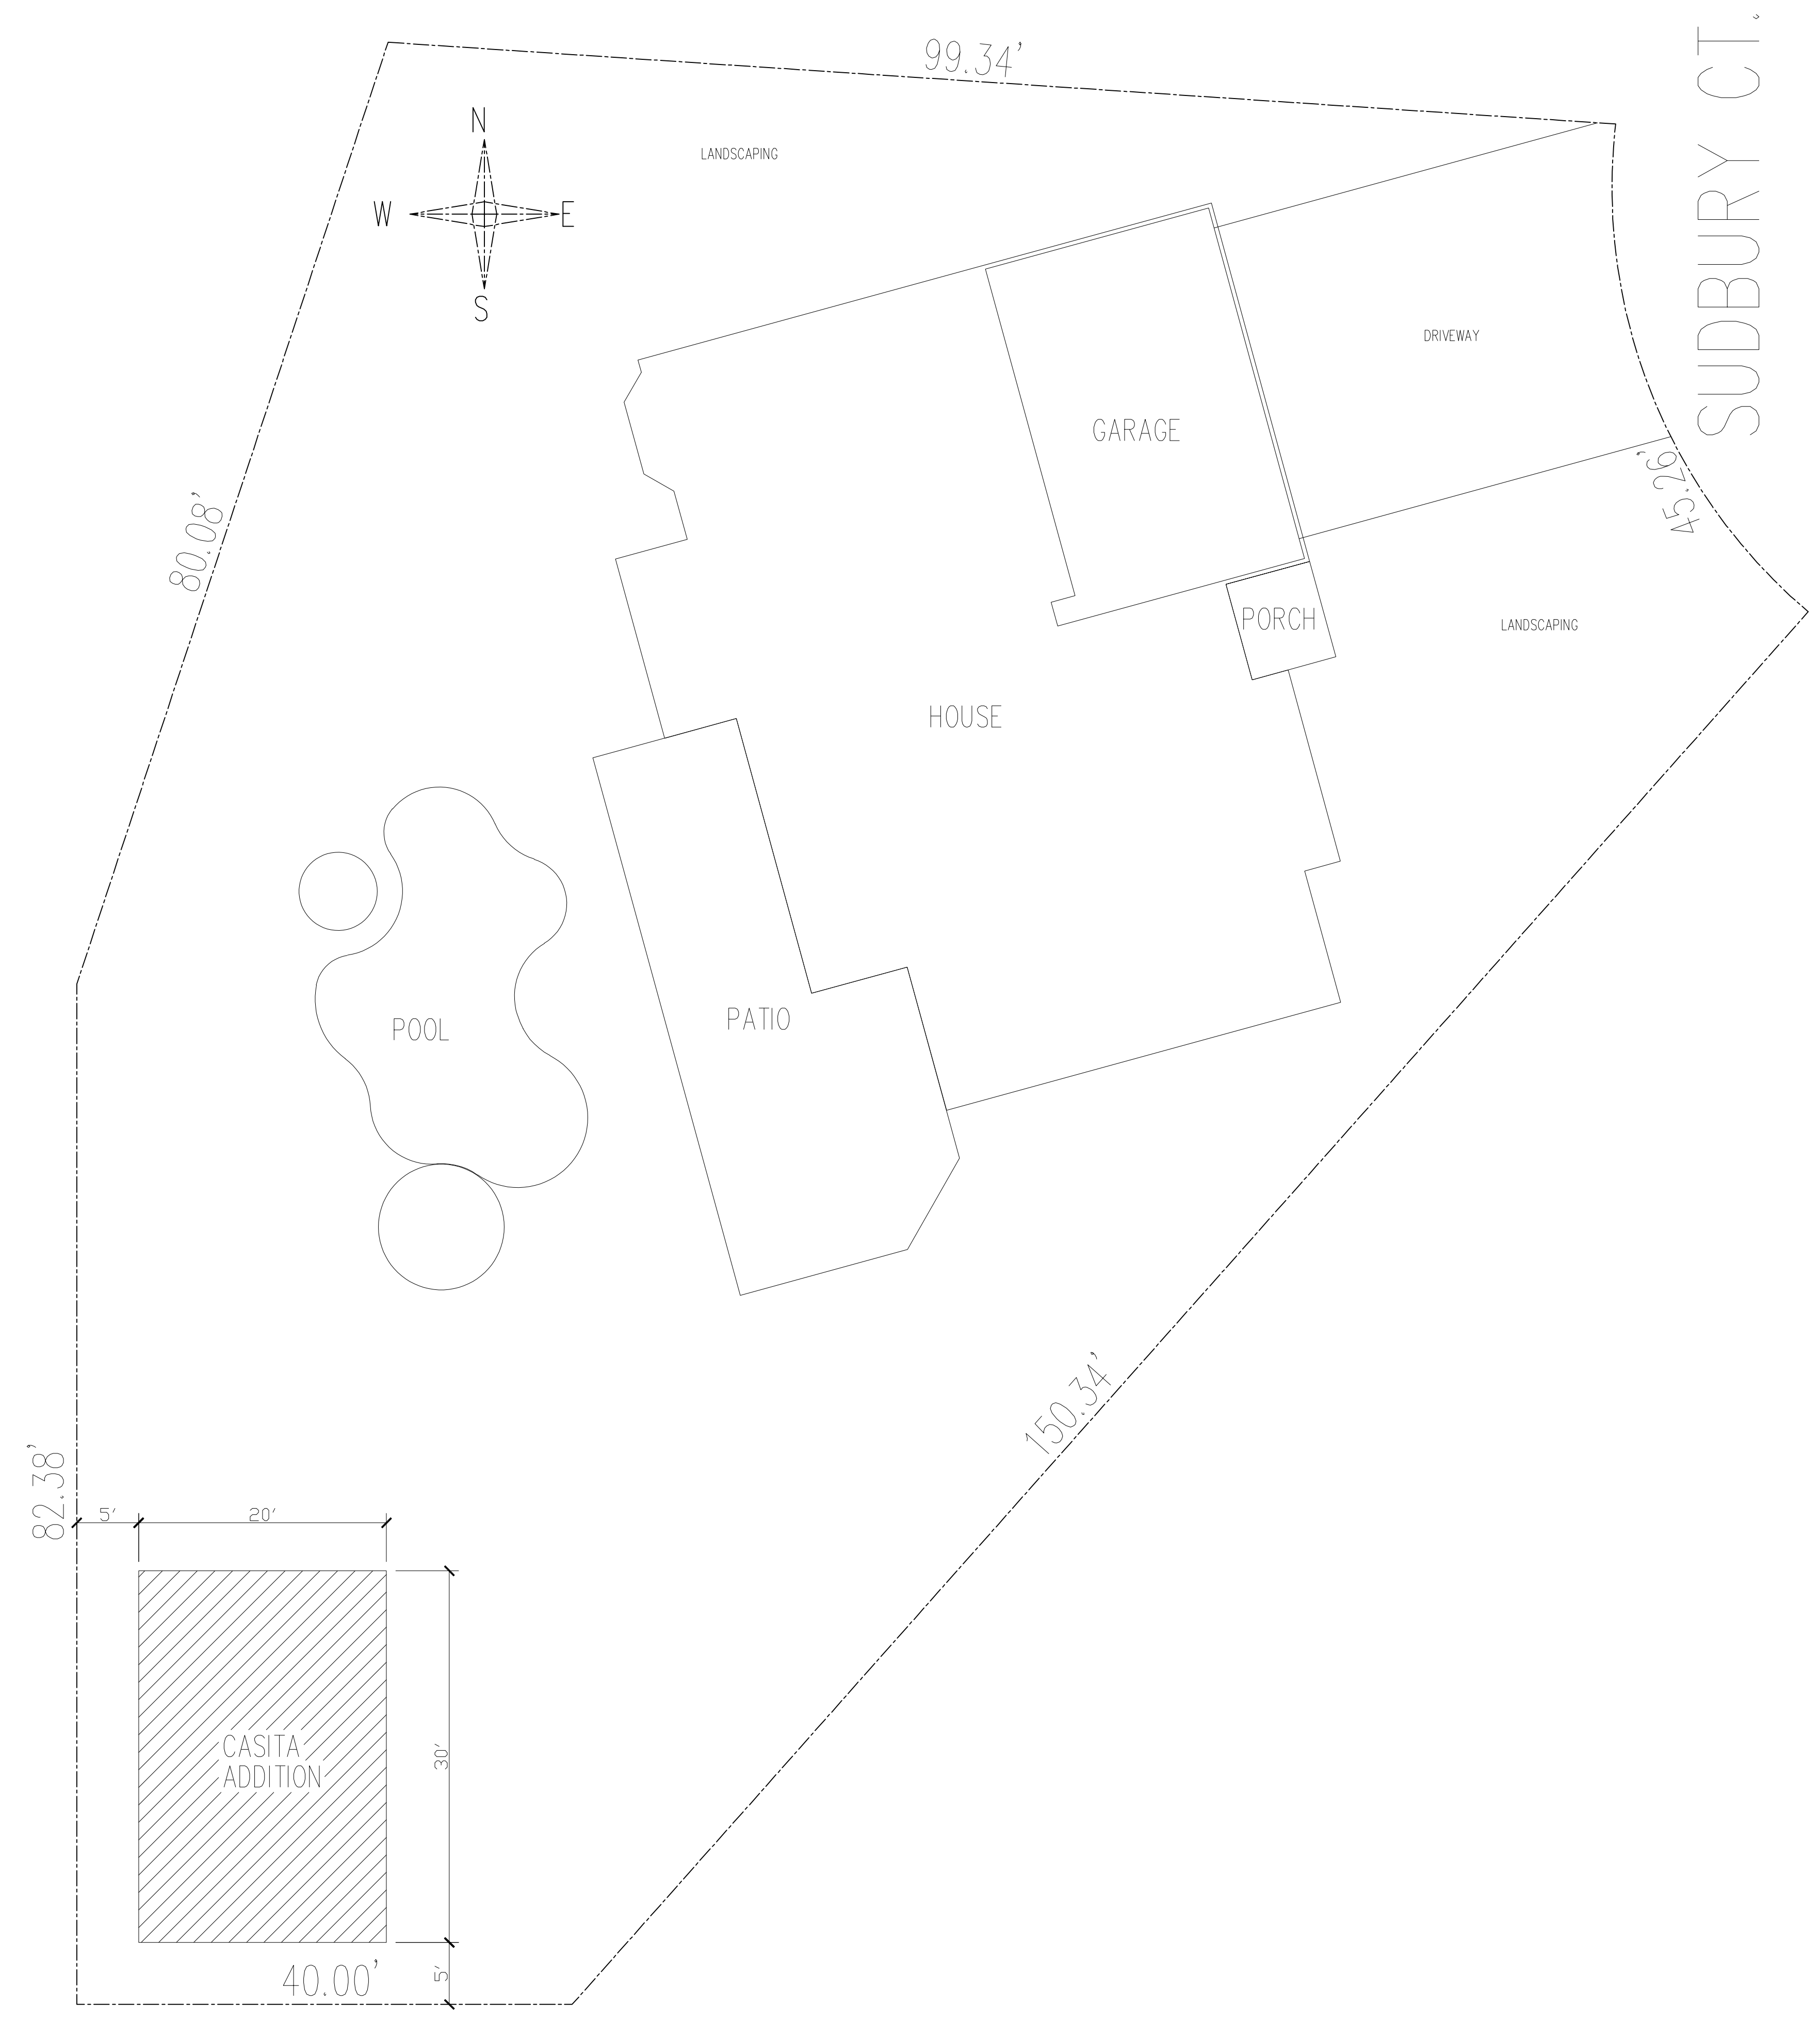 99.34'
SUDBURY CT.
N
W
E
S
LANDSCAPING
DRIVEWAY
GARAGE
80.08'
45.26'
PORCH
LANDSCAPING
HOUSE
POOL
PATIO
150.34'
82.38'
5'
20'
30'
CASITA
ADDITION
40.00'
5'